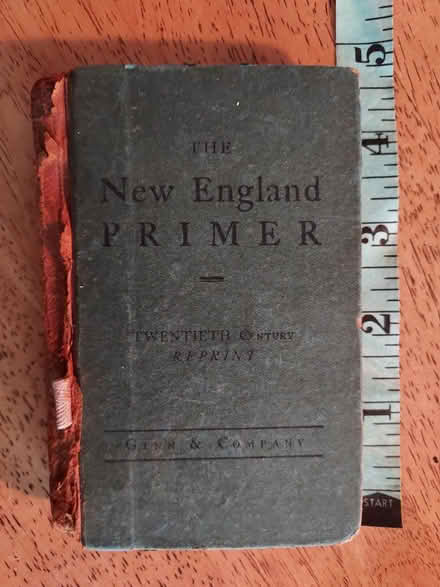 THE
New England
PRIMER
TWENTIETH CENTURY
REPRINT
GINN & COMPANY
5
4
3
2
1
START